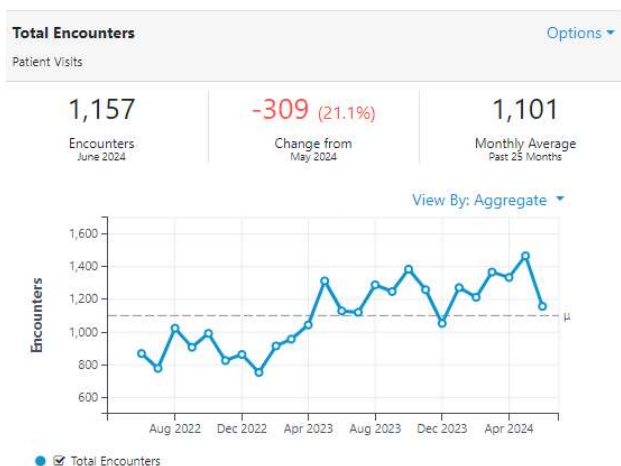 Total Encounters
Options
Patient Visits
1,157
Encounters
June 2024
-309 (21.1%)
Change from
May 2024
1,101
Monthly Average
Past 25 Months
View By: Aggregate
1,600
1,400
1,200
1,000
800
600
Encounters
μ
Aug 2022 Dec 2022 Apr 2023 Aug 2023 Dec 2023 Apr 2024
Total Encounters